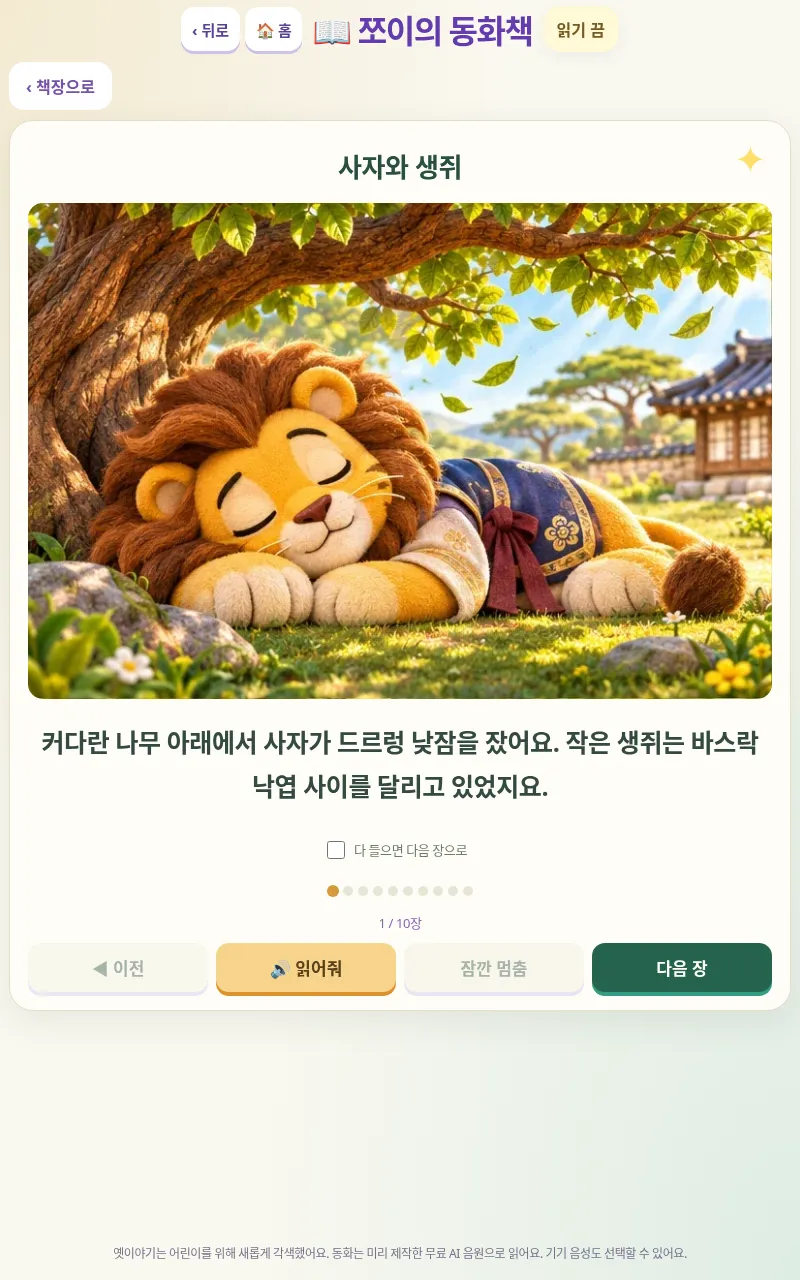 ‹ 뒤로 🏠 홈 📖 쪼이의 동화책 읽기 끔
‹ 책장으로
사자와 생쥐
커다란 나무 아래에서 사자가 드르렁 낮잠을 잤어요. 작은 생쥐는 바스락
낙엽 사이를 달리고 있었지요.
다 들으면 다음 장으로
1 / 10장
◀ 이전 🔊 읽어줘 잠깐 멈춤 다음 장
옛이야기는 어린이를 위해 새롭게 각색했어요. 동화는 미리 제작한 무료 AI 음원으로 읽어요. 기기 음성도 선택할 수 있어요.